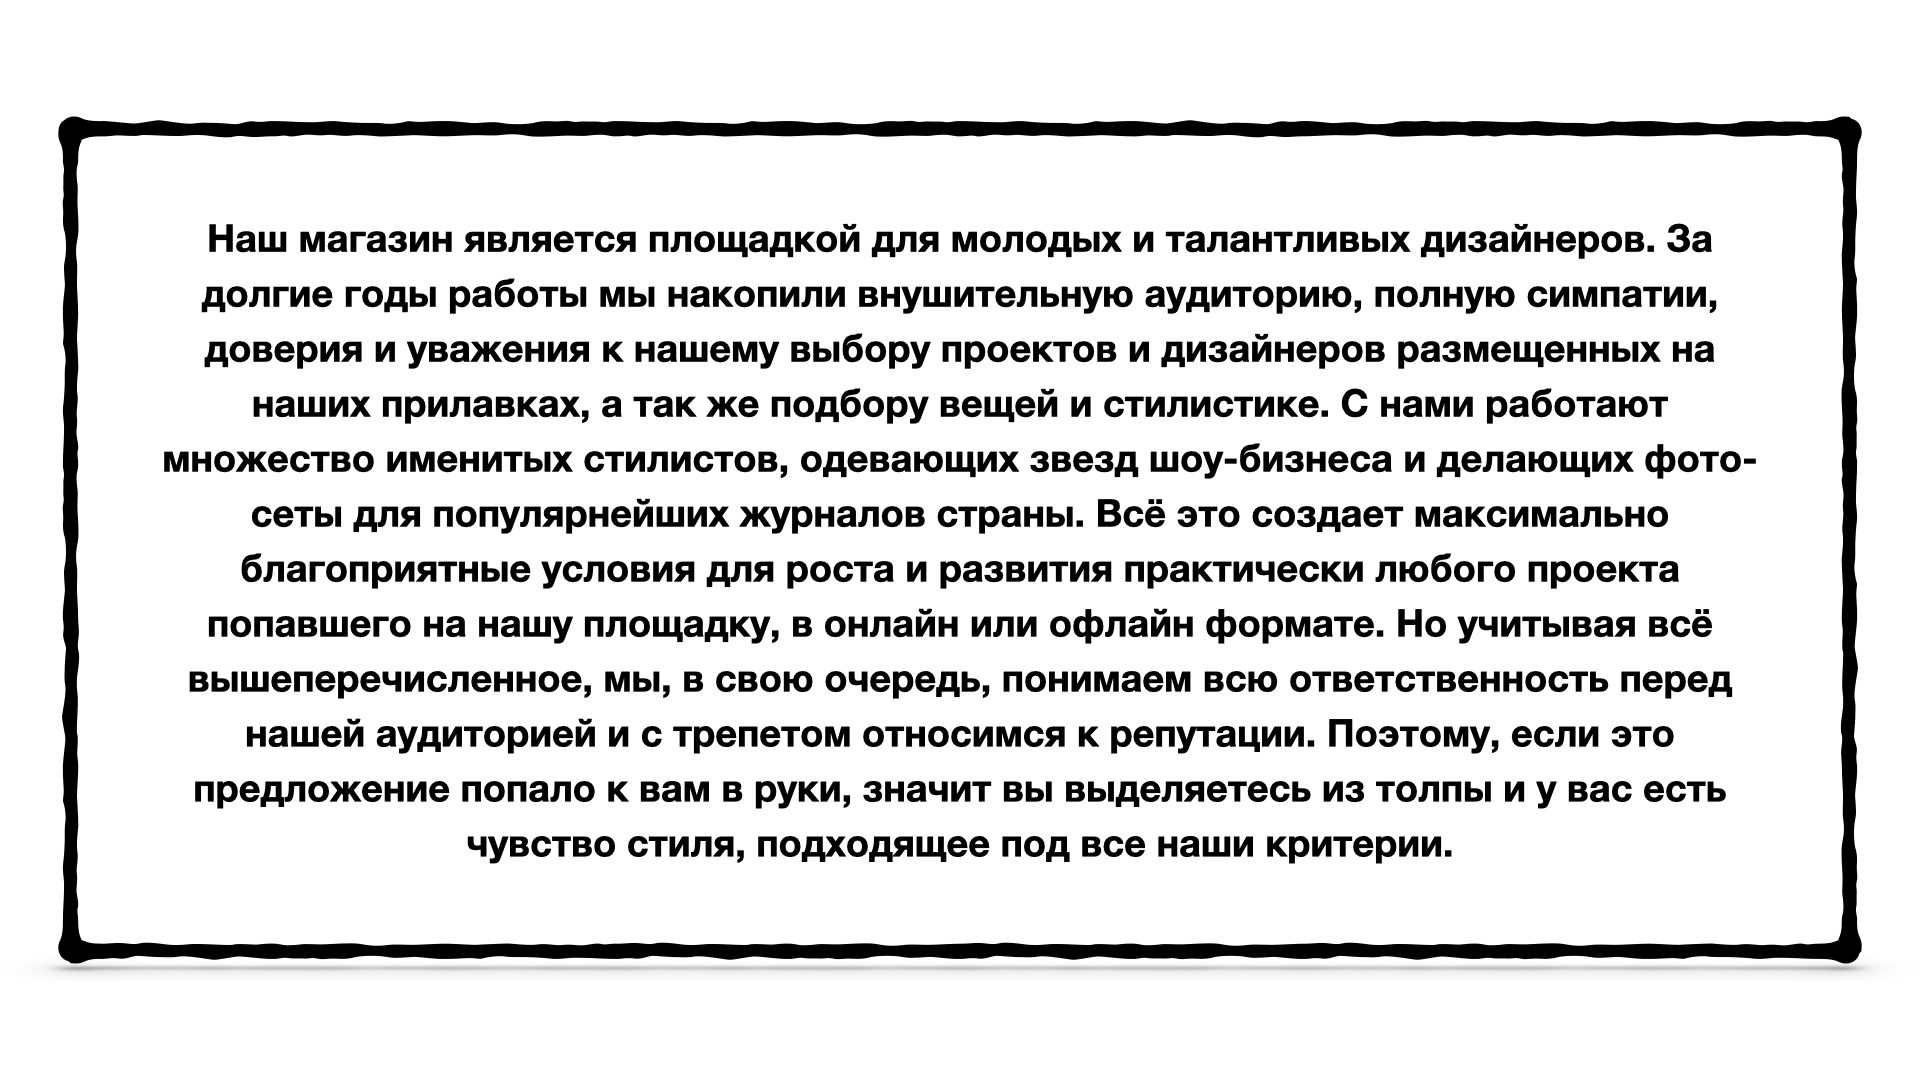 Наш магазин является площадкой для молодых и талантливых дизайнеров. За
долгие годы работы мы накопили внушительную аудиторию, полную симпатии,
доверия и уважения к нашему выбору проектов и дизайнеров размещенных на
наших прилавках, а так же подбору вещей и стилистике. С нами работают
множество именитых стилистов, одевающих звезд шоу-бизнеса и делающих фото-
сеты для популярнейших журналов страны. Всё это создает максимально
благоприятные условия для роста и развития практически любого проекта
попавшего на нашу площадку, в онлайн или офлайн формате. Но учитывая всё
вышеперечисленное, мы, в свою очередь, понимаем всю ответственность перед
нашей аудиторией и с трепетом относимся к репутации. Поэтому, если это
предложение попало к вам в руки, значит вы выделяетесь из толпы и у вас есть
чувство стиля, подходящее под все наши критерии.